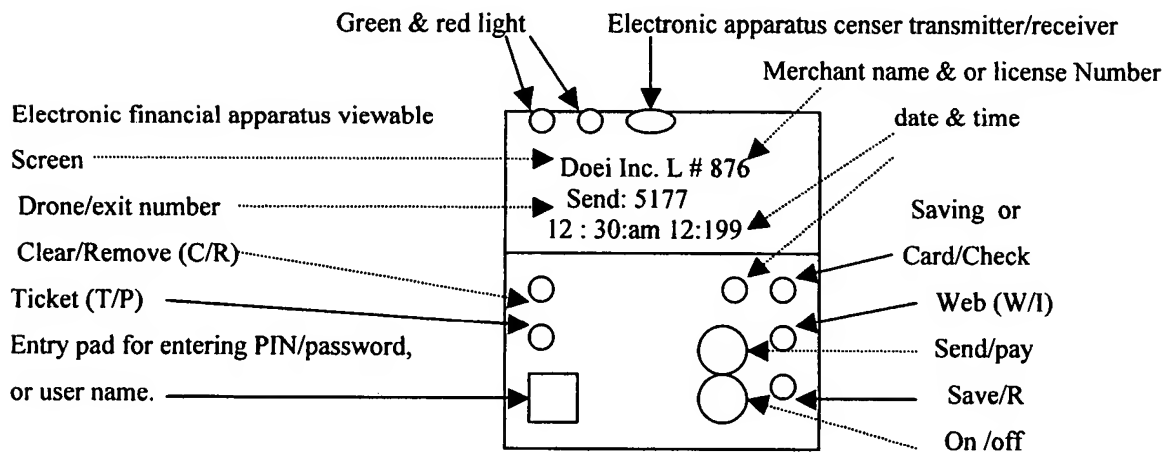 Green & red light
Electronic apparatus censer transmitter/receiver
Merchant name & or license Number
Electronic financial apparatus viewable
date & time
Screen
Doei Inc. L # 876
Send: 5177
Drone/exit number
12 : 30:am 12:199
Saving or
Clear/Remove (C/R)
Card/Check
Ticket (T/P)
Web (W/I)
Entry pad for entering PIN/password,
Send/pay
or user name.
Save/R
On /off